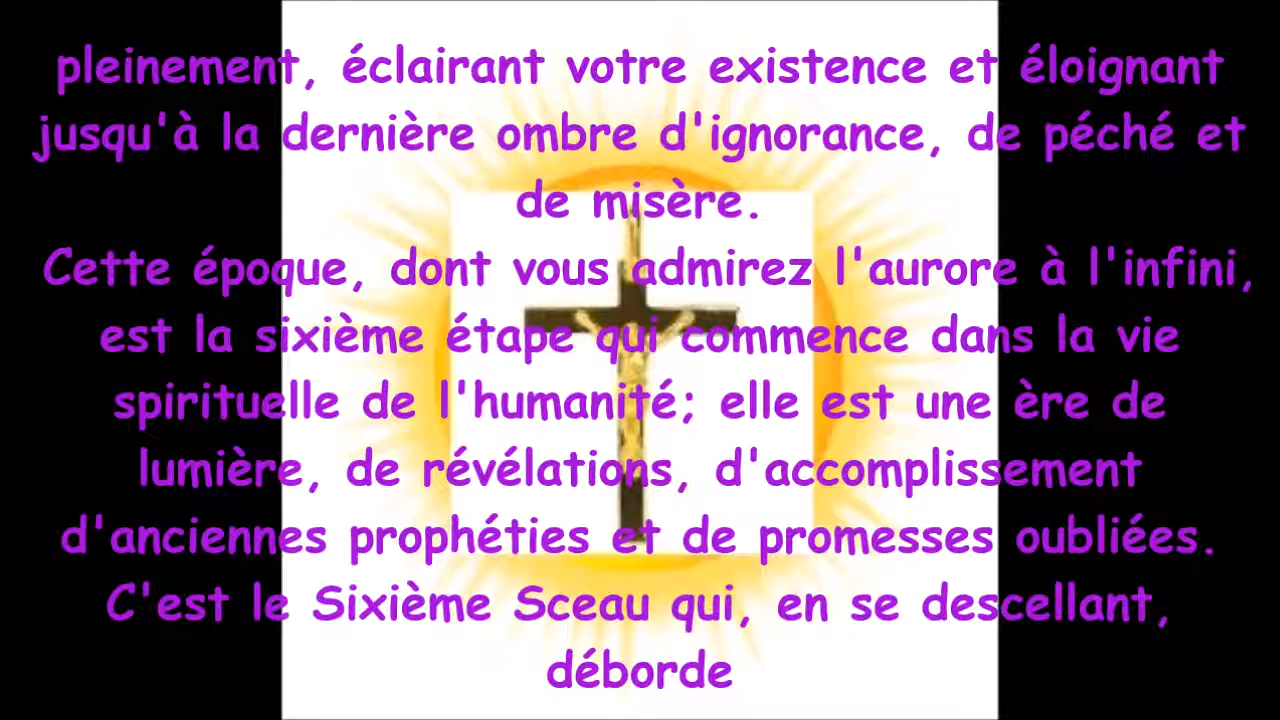 pleinement, éclairant votre existence et éloignant
jusqu'à la dernière ombre d'ignorance, de péché et
de misère.
Cette époque, dont vous admirez l'aurore à l'infini,
est la sixième étape qui commence dans la vie
spirituelle de l'humanité; elle est une ère de
lumière, de révélations, d'accomplissement
d'anciennes prophéties et de promesses oubliées.
C'est le Sixième Sceau qui, en se descellant,
déborde